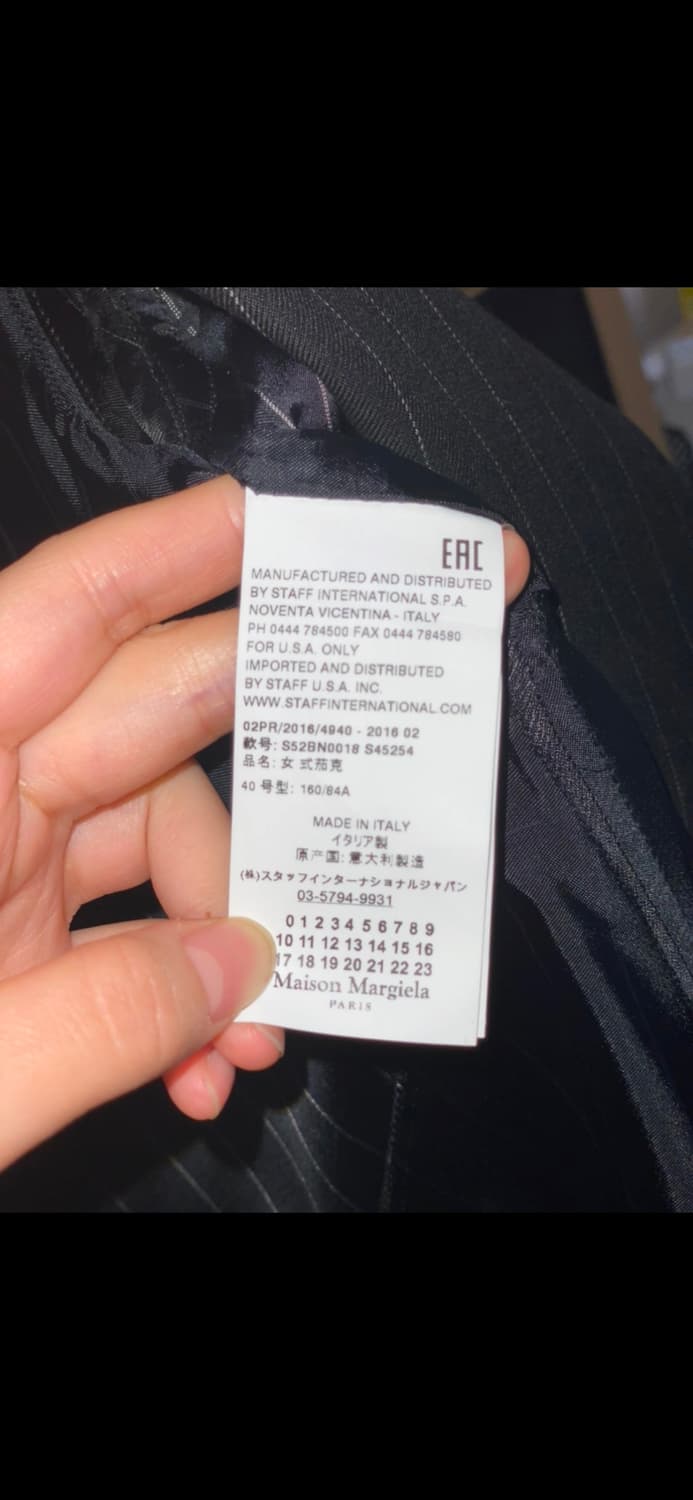 EAC
MANUFACTURED AND DISTRIBUTED
BY STAFF INTERNATIONAL S.P.A.
NOVENTA VICENTINA - ITALY
PH 0444 784500 FAX 0444 784580
FOR U.S.A. ONLY
IMPORTED AND DISTRIBUTED
BY STAFF U.S.A. INC.
WWW.STAFFINTERNATIONAL.COM
02PR/2016/4940 - 2016 02
款号: S52BN0018 S45254
品名: 女 式茄克
40 号型: 160/84A
MADE IN ITALY
イタリア製
原产国: 意大利製造
(株)スタッフインターナショナルジャパン
03-5794-9931
0 1 2 3 4 5 6 7 8 9
10 11 12 13 14 15 16
17 18 19 20 21 22 23
Maison Margiela
PARIS